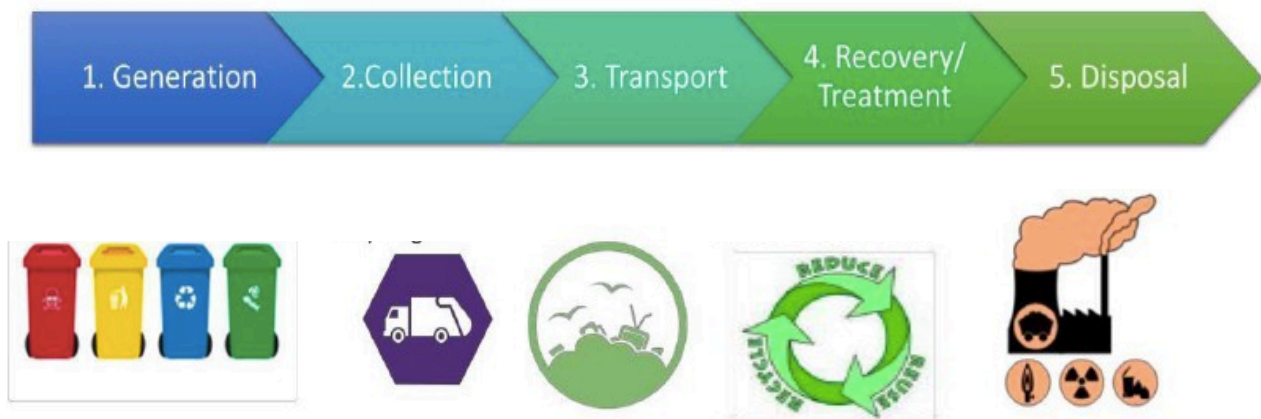 1. Generation
2.Collection
3. Transport
4. Recovery/
Treatment
5. Disposal
REDUCE
REUSE
RECYCLE